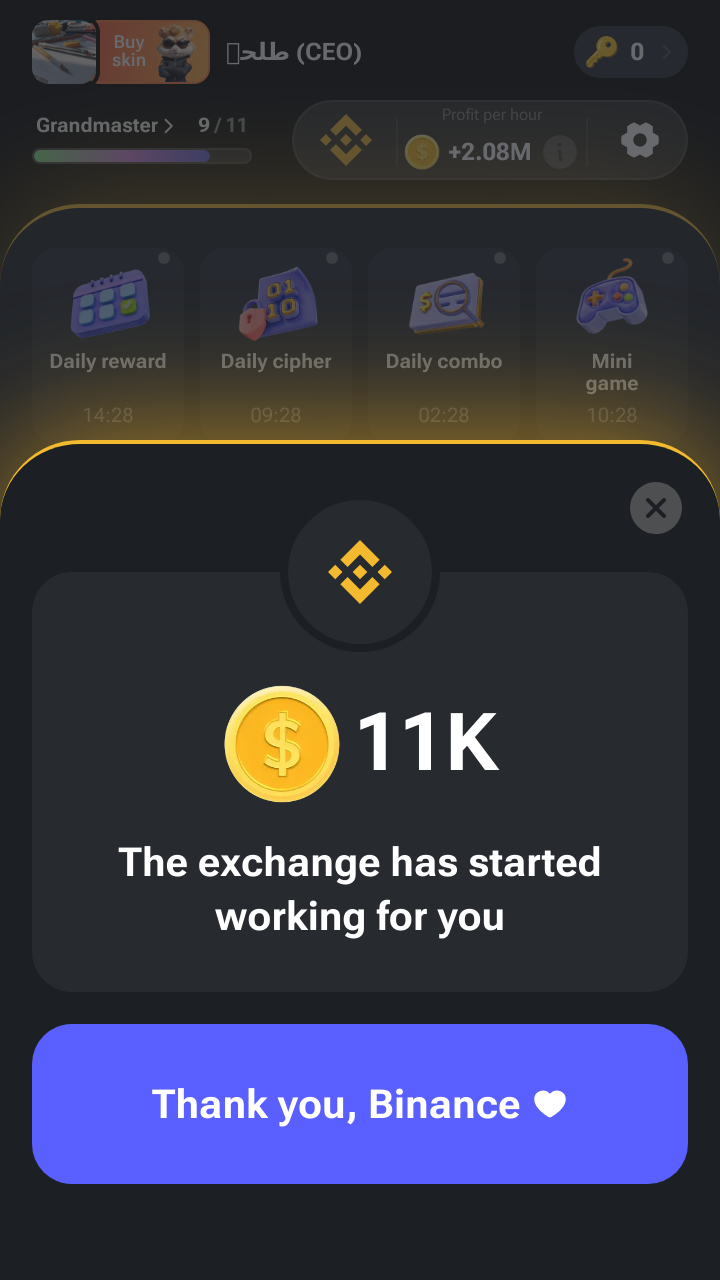 Buy
skin
طلحـ (CEO)
0
Grandmaster
9 / 11
Profit per hour
+2.08M
Daily reward
14:28
Daily cipher
09:28
Daily combo
02:28
Mini
game
10:28
11K
The exchange has started
working for you
Thank you, Binance